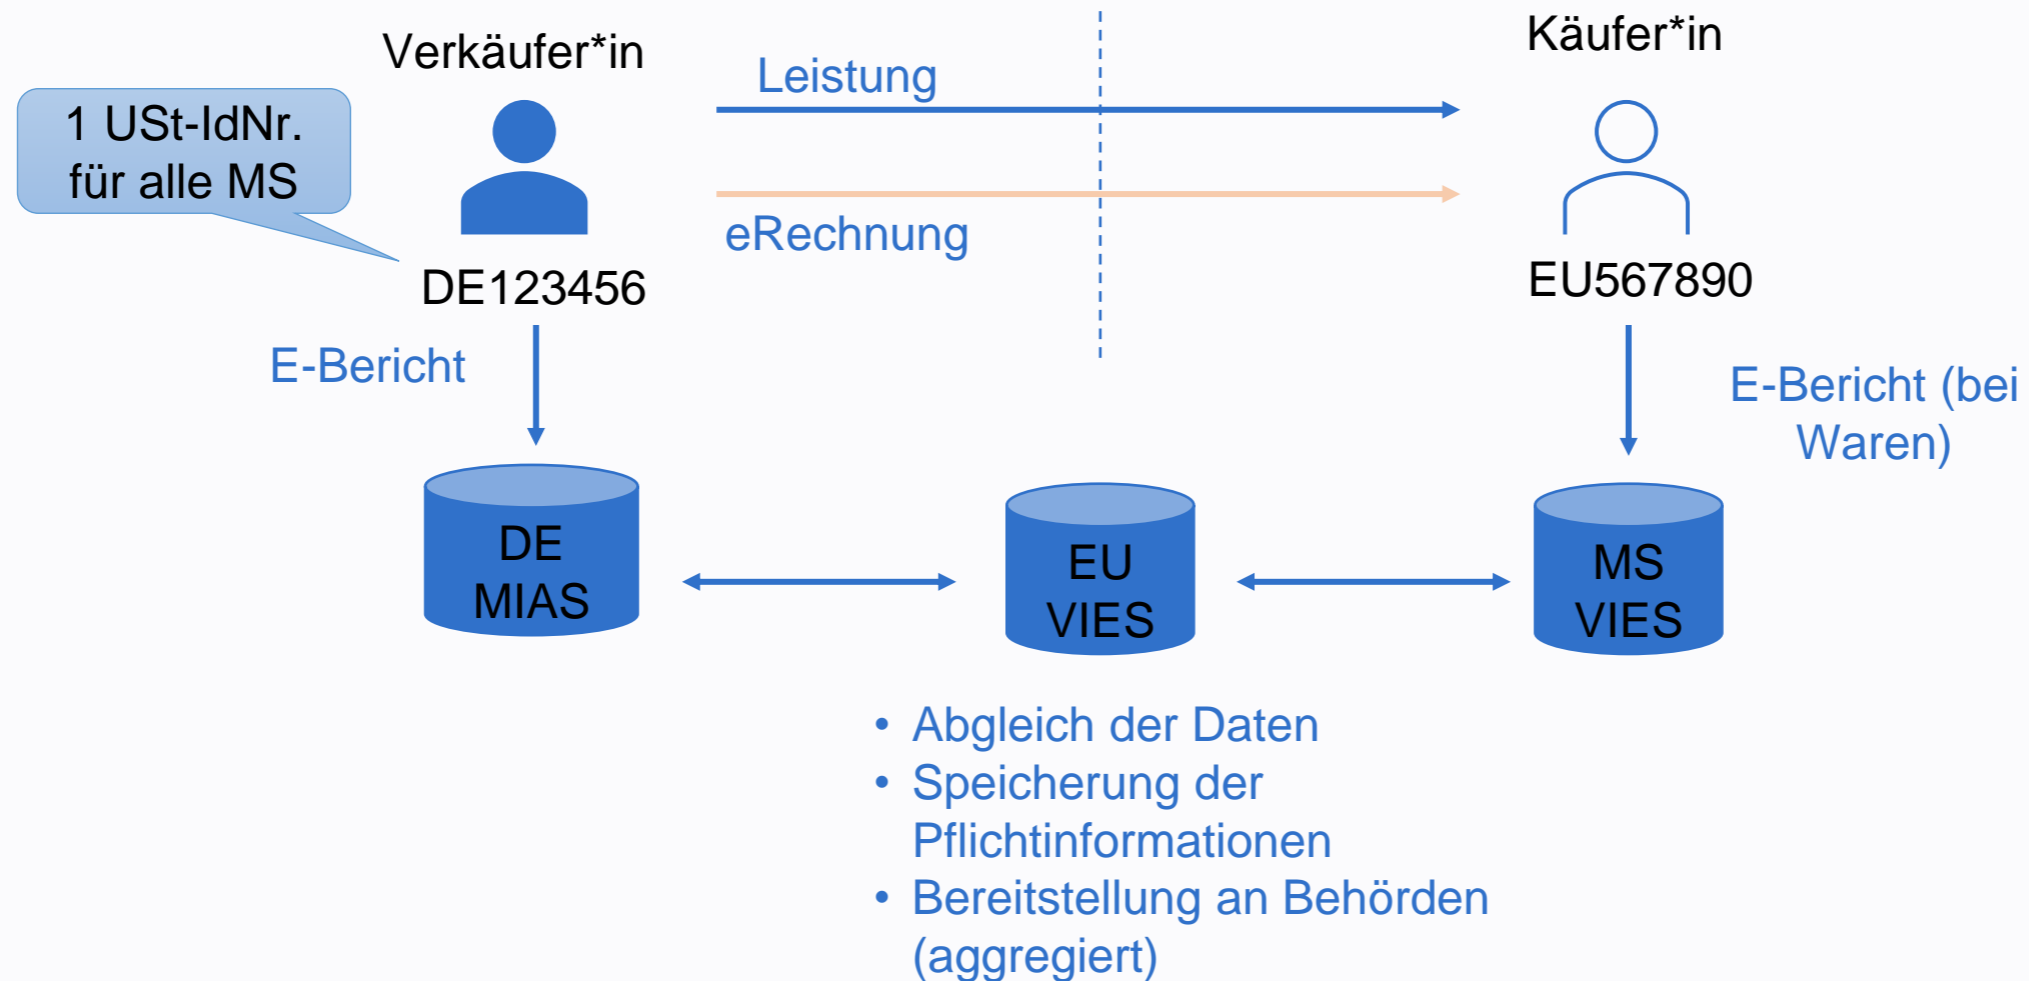 Verkäufer*in
Käufer*in
Leistung
1 USt-IdNr.
für alle MS
eRechnung
DE123456
EU567890
E-Bericht
E-Bericht (bei
Waren)
DE
MIAS
EU
VIES
MS
VIES
• Abgleich der Daten
• Speicherung der
Pflichtinformationen
• Bereitstellung an Behörden
(aggregiert)